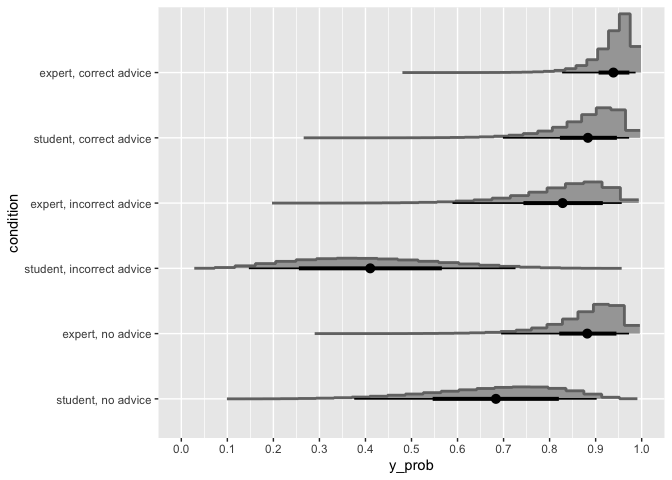 condition
expert, correct advice
student, correct advice
expert, incorrect advice
student, incorrect advice
expert, no advice
student, no advice
0.0 0.1 0.2 0.3 0.4 0.5 0.6 0.7 0.8 0.9 1.0
y_prob